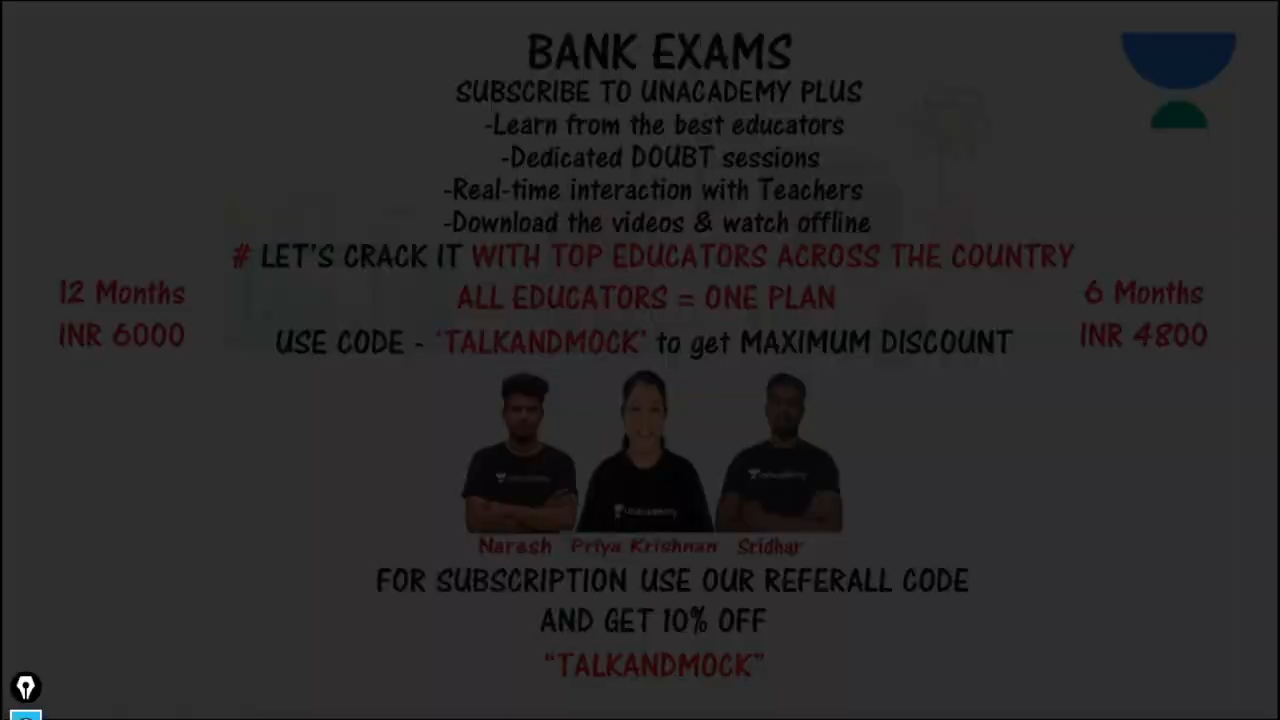 BANK EXAMS
SUBSCRIBE TO UNACADEMY PLUS
-Learn from the best educators
-Dedicated DOUBT sessions
-Real-time interaction with Teachers
-Download the videos & watch offline
# LET'S CRACK IT WITH TOP EDUCATORS ACROSS THE COUNTRY
12 Months
INR 6000
ALL EDUCATORS = ONE PLAN
6 Months
INR 4800
USE CODE - 'TALKANDMOCK' to get MAXIMUM DISCOUNT
unacademy
unacademy
unacademy
Naresh Priya Krishnan Sridhar
FOR SUBSCRIPTION USE OUR REFERALL CODE
AND GET 10% OFF
"TALKANDMOCK"